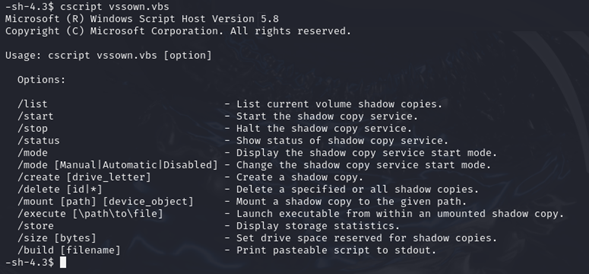 -sh-4.3$ cscript vssown.vbs
Microsoft (R) Windows Script Host Version 5.8
Copyright (C) Microsoft Corporation. All rights reserved.
Usage: cscript vssown.vbs [option]
Options:
/list - List current volume shadow copies.
/start - Start the shadow copy service.
/stop - Halt the shadow copy service.
/status - Show status of shadow copy service.
/mode - Display the shadow copy service start mode.
/mode [Manual|Automatic|Disabled] - Change the shadow copy service start mode.
/create [drive_letter] - Create a shadow copy.
/delete [id|*] - Delete a specified or all shadow copies.
/mount [path] [device_object] - Mount a shadow copy to the given path.
/execute [\path\to\file] - Launch executable from within an umounted shadow copy.
/store - Display storage statistics.
/size [bytes] - Set drive space reserved for shadow copies.
/build [filename] - Print pasteable script to stdout.
-sh-4.3$